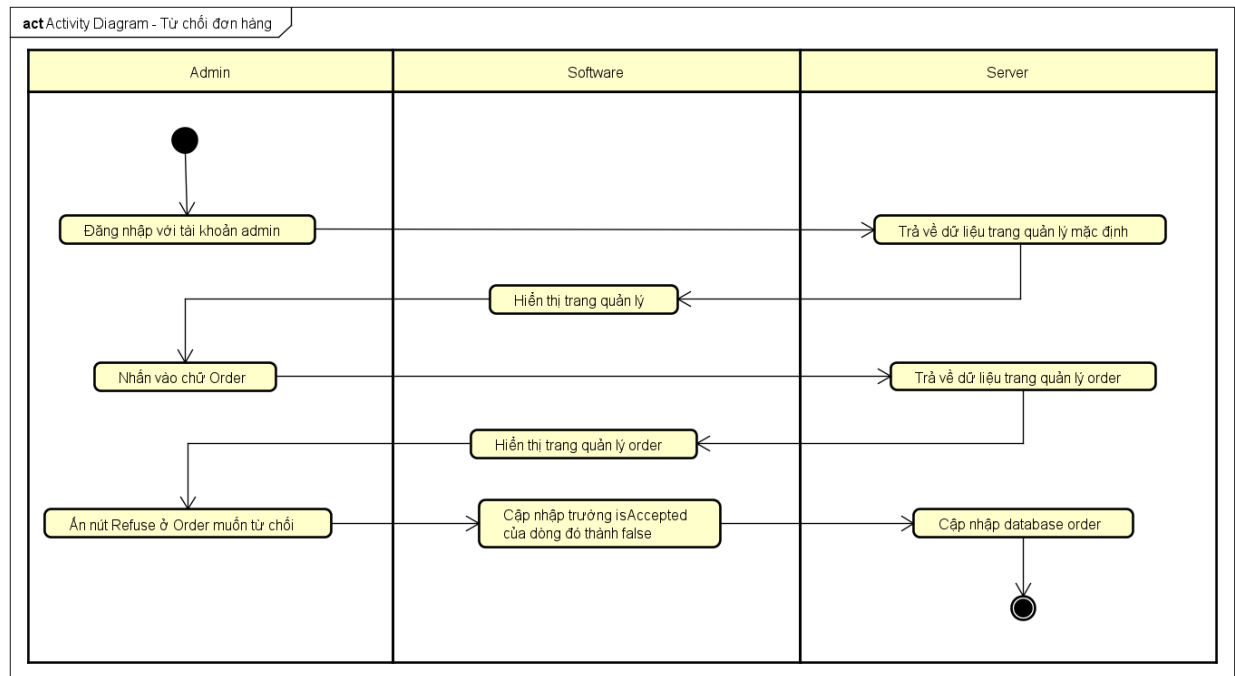 act Activity Diagram - Từ chối đơn hàng
Admin
Software
Server
Đăng nhập với tài khoản admin
Trả về dữ liệu trang quản lý mặc định
Hiển thị trang quản lý
Nhấn vào chữ Order
Trả về dữ liệu trang quản lý order
Hiển thị trang quản lý order
Ấn nút Refuse ở Order muốn từ chối
Cập nhập trường isAccepted
của dòng đó thành false
Cập nhập database order